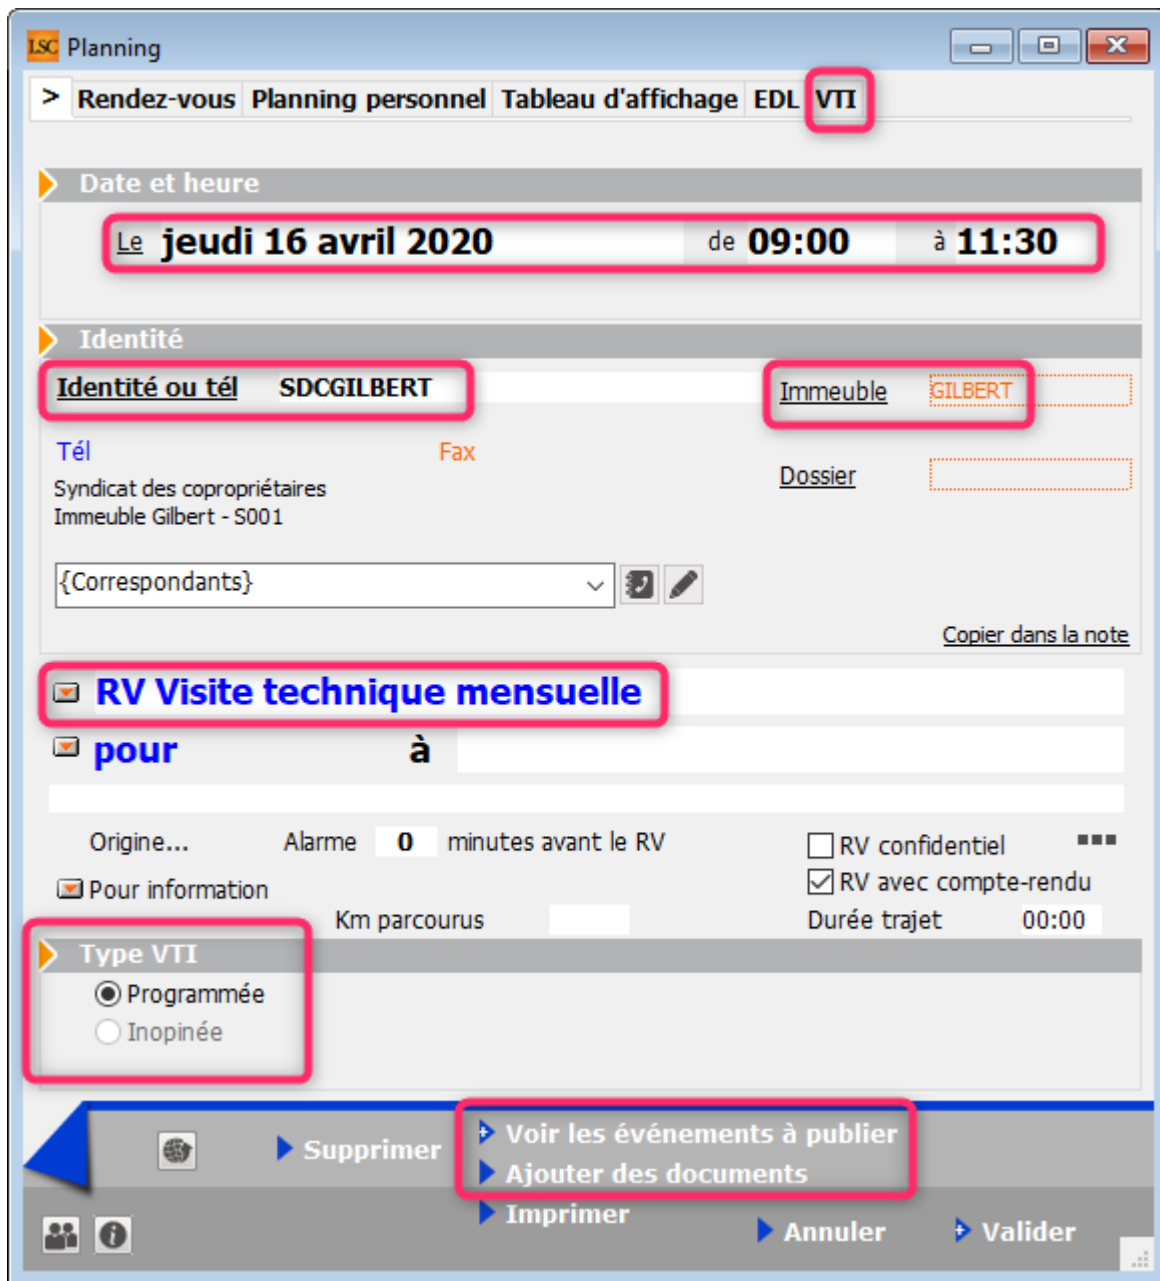 LSC Planning
> Rendez-vous Planning personnel Tableau d'affichage EDL VTI
Date et heure
Le jeudi 16 avril 2020 de 09:00 à 11:30
Identité
Identité ou tél SDCGILBERT Immeuble GILBERT
Tél Fax
Dossier
Syndicat des copropriétaires
Immeuble Gilbert - S001
{Correspondants}
Copier dans la note
RV Visite technique mensuelle
pour à
Origine... Alarme 0 minutes avant le RV RV confidentiel
Pour information RV avec compte-rendu
Km parcourus Durée trajet 00:00
Type VTI
Programmée
Inopinée
Voir les événements à publier
Supprimer
Ajouter des documents
Imprimer
Annuler Valider